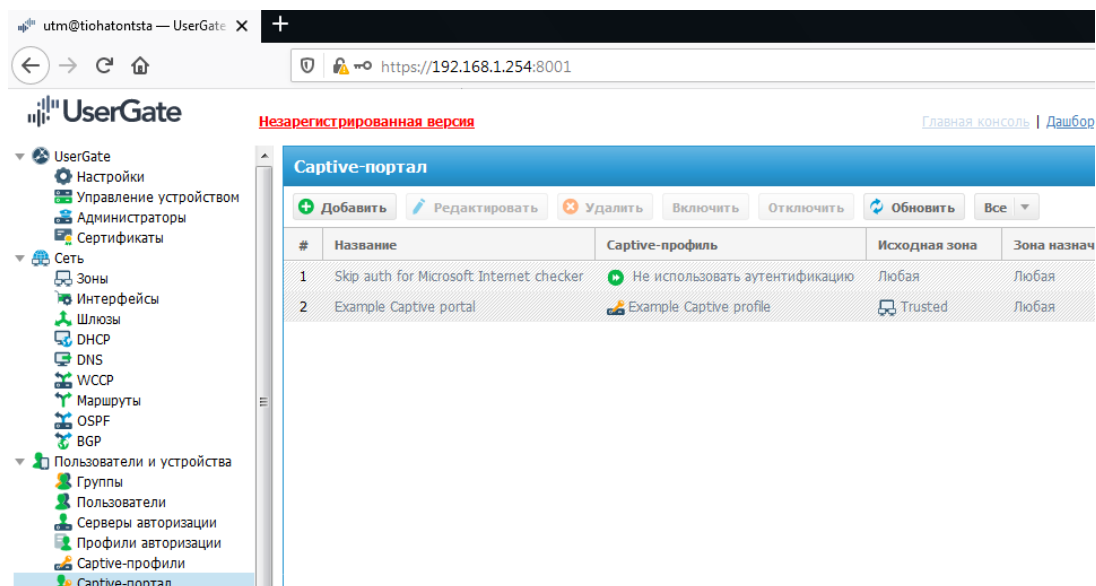 utm@tiohatontsta — UserGate
https://192.168.1.254:8001
UserGate
Незарегистрированная версия
Главная консоль | Дашбор
UserGate
Настройки
Управление устройством
Администраторы
Сертификаты
Сеть
Зоны
Интерфейсы
Шлюзы
DHCP
DNS
WCCP
Маршруты
OSPF
BGP
Пользователи и устройства
Группы
Пользователи
Серверы авторизации
Профили авторизации
Captive-профили
Captive-портал
Captive-портал
Добавить Редактировать Удалить Включить Отключить Обновить Все
# Название Captive-профиль Исходная зона Зона назнач
1 Skip auth for Microsoft Internet checker Не использовать аутентификацию Любая Любая
2 Example Captive portal Example Captive profile Trusted Любая